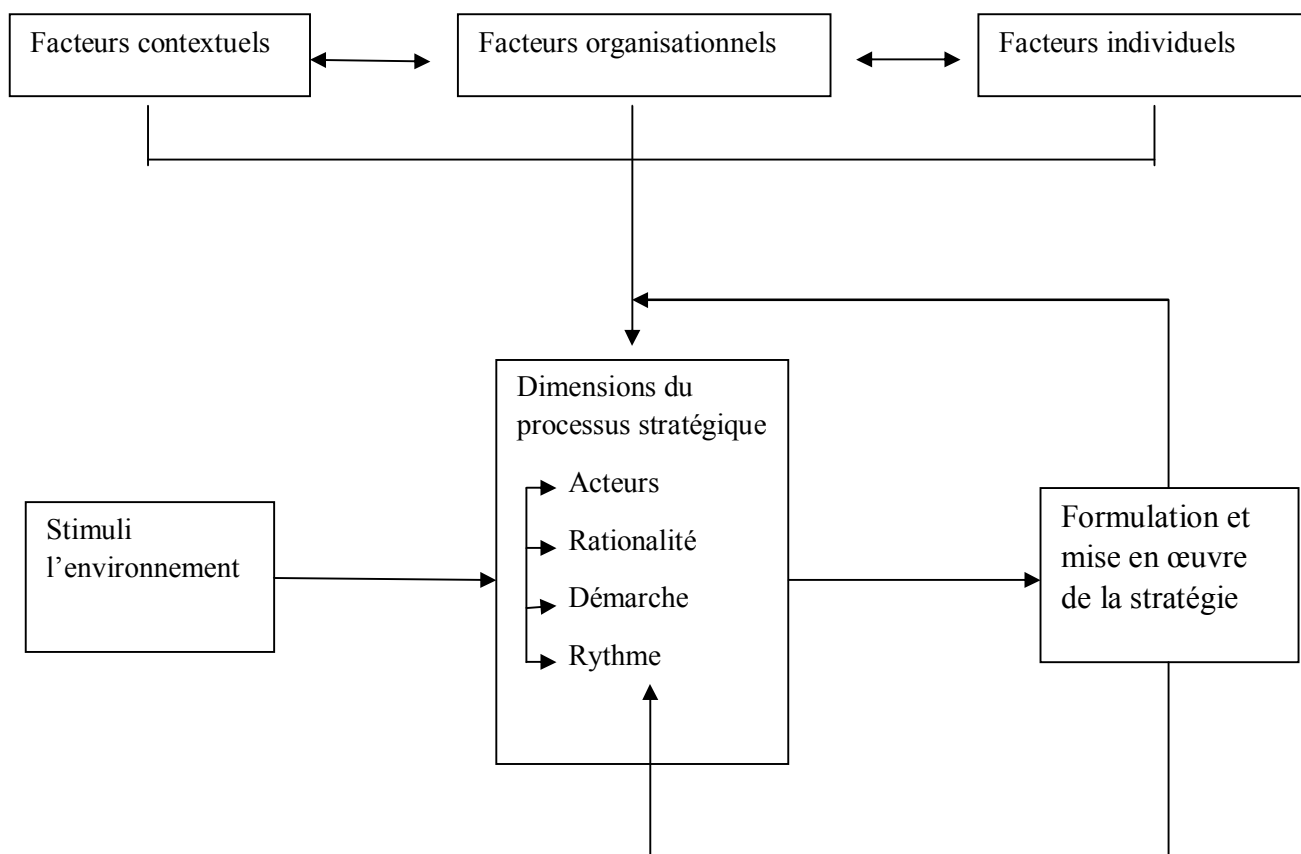 Facteurs contextuels
Facteurs organisationnels
Facteurs individuels
Dimensions du
processus stratégique
Acteurs
Rationalité
Démarche
Rythme
Stimuli
l’environnement
Formulation et
mise en œuvre
de la stratégie